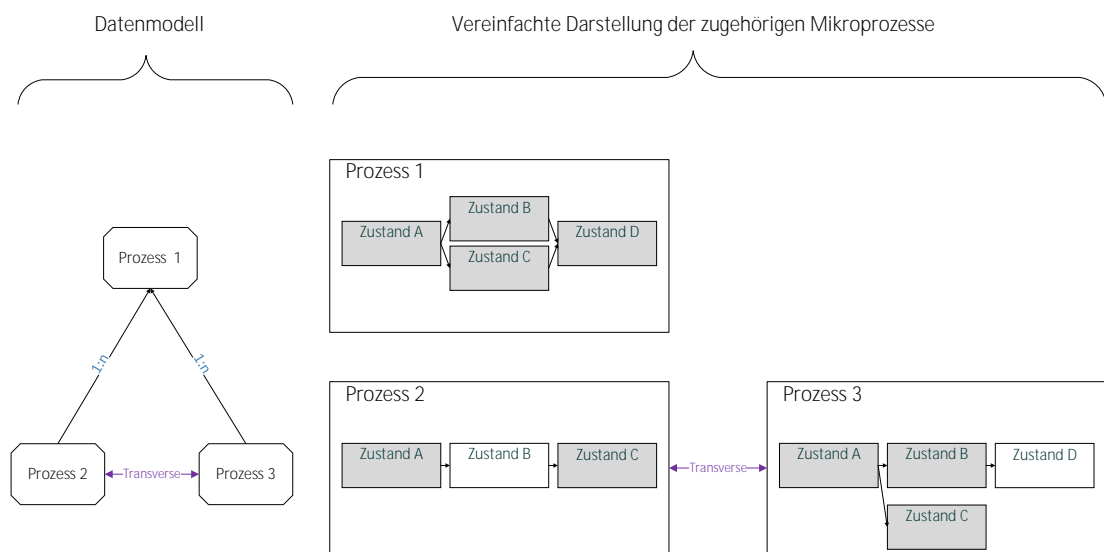 Datenmodell
Vereinfachte Darstellung der zugehörigen Mikroprozesse
Prozess 1
1:n
1:n
Prozess 2
Transverse
Prozess 3
Prozess 1
Zustand A
Zustand B
Zustand C
Zustand D
Prozess 2
Zustand A
Zustand B
Zustand C
Transverse
Prozess 3
Zustand A
Zustand B
Zustand D
Zustand C